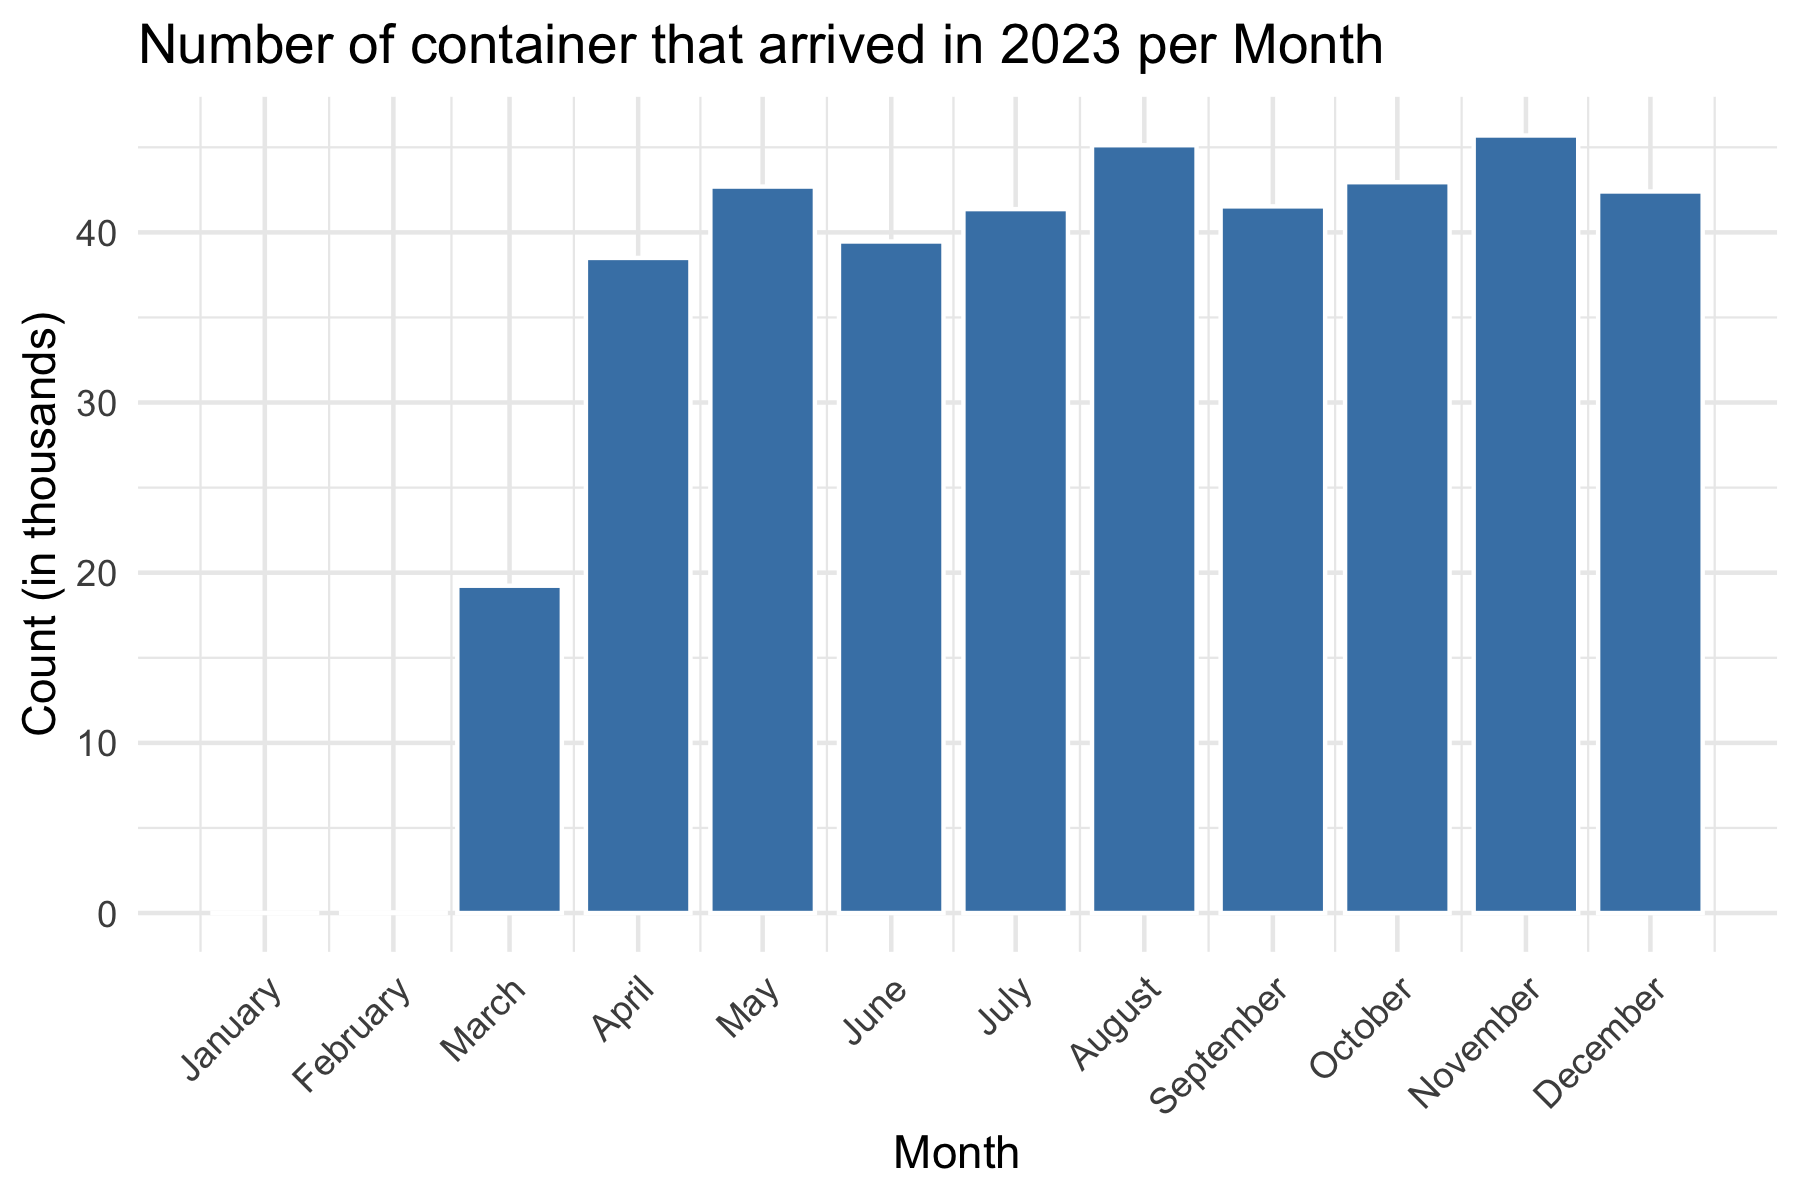 Number of container that arrived in 2023 per Month
Count (in thousands)
40
30
20
10
0
January
February
March
April
May
June
July
August
September
October
November
December
Month